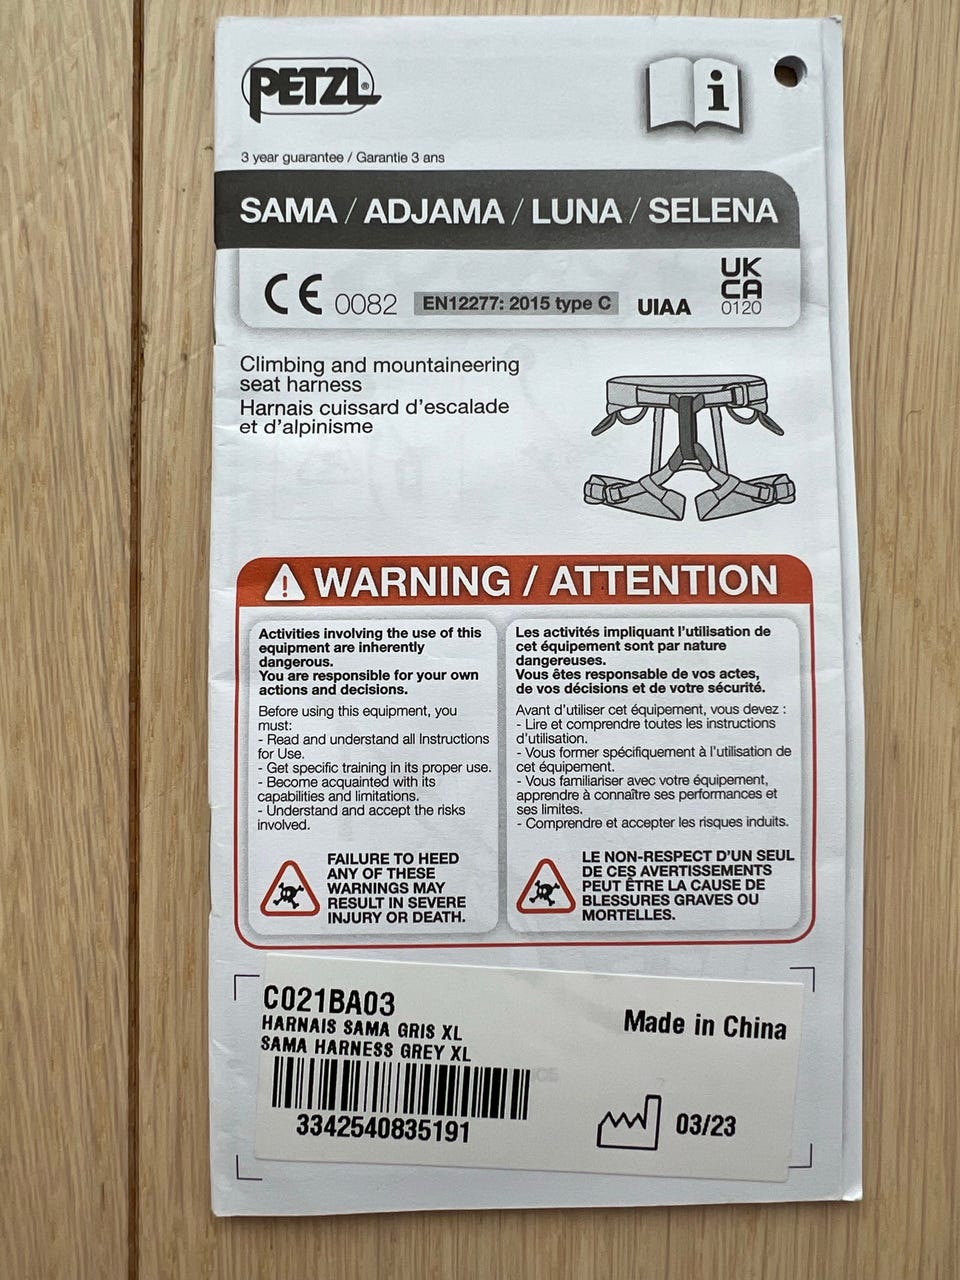 PETZL®
i
3 year guarantee / Garantie 3 ans
SAMA / ADJAMA / LUNA / SELENA
CE 0082 EN12277: 2015 type C UIAA UK
CA
0120
Climbing and mountaineering
seat harness
Harnais cuissard d'escalade
et d'alpinisme
WARNING / ATTENTION
Activities involving the use of this
equipment are inherently
dangerous.
You are responsible for your own
actions and decisions.
Before using this equipment, you
must:
- Read and understand all Instructions
for Use.
- Get specific training in its proper use.
- Become acquainted with its
capabilities and limitations.
- Understand and accept the risks
involved.
FAILURE TO HEED
ANY OF THESE
WARNINGS MAY
RESULT IN SEVERE
INJURY OR DEATH.
Les activités impliquant l'utilisation de
cet équipement sont par nature
dangereuses.
Vous êtes responsable de vos actes,
de vos décisions et de votre sécurité.
Avant d'utiliser cet équipement, vous devez :
- Lire et comprendre toutes les instructions
d'utilisation.
- Vous former spécifiquement à l'utilisation de
cet équipement.
- Vous familiariser avec votre équipement,
apprendre à connaître ses performances et
ses limites.
- Comprendre et accepter les risques induits.
LE NON-RESPECT D'UN SEUL
DE CES AVERTISSEMENTS
PEUT ÊTRE LA CAUSE DE
BLESSURES GRAVES OU
MORTELLES.
C021BA03
HARNAIS SAMA GRIS XL
SAMA HARNESS GREY XL
3342540835191
Made in China
03/23